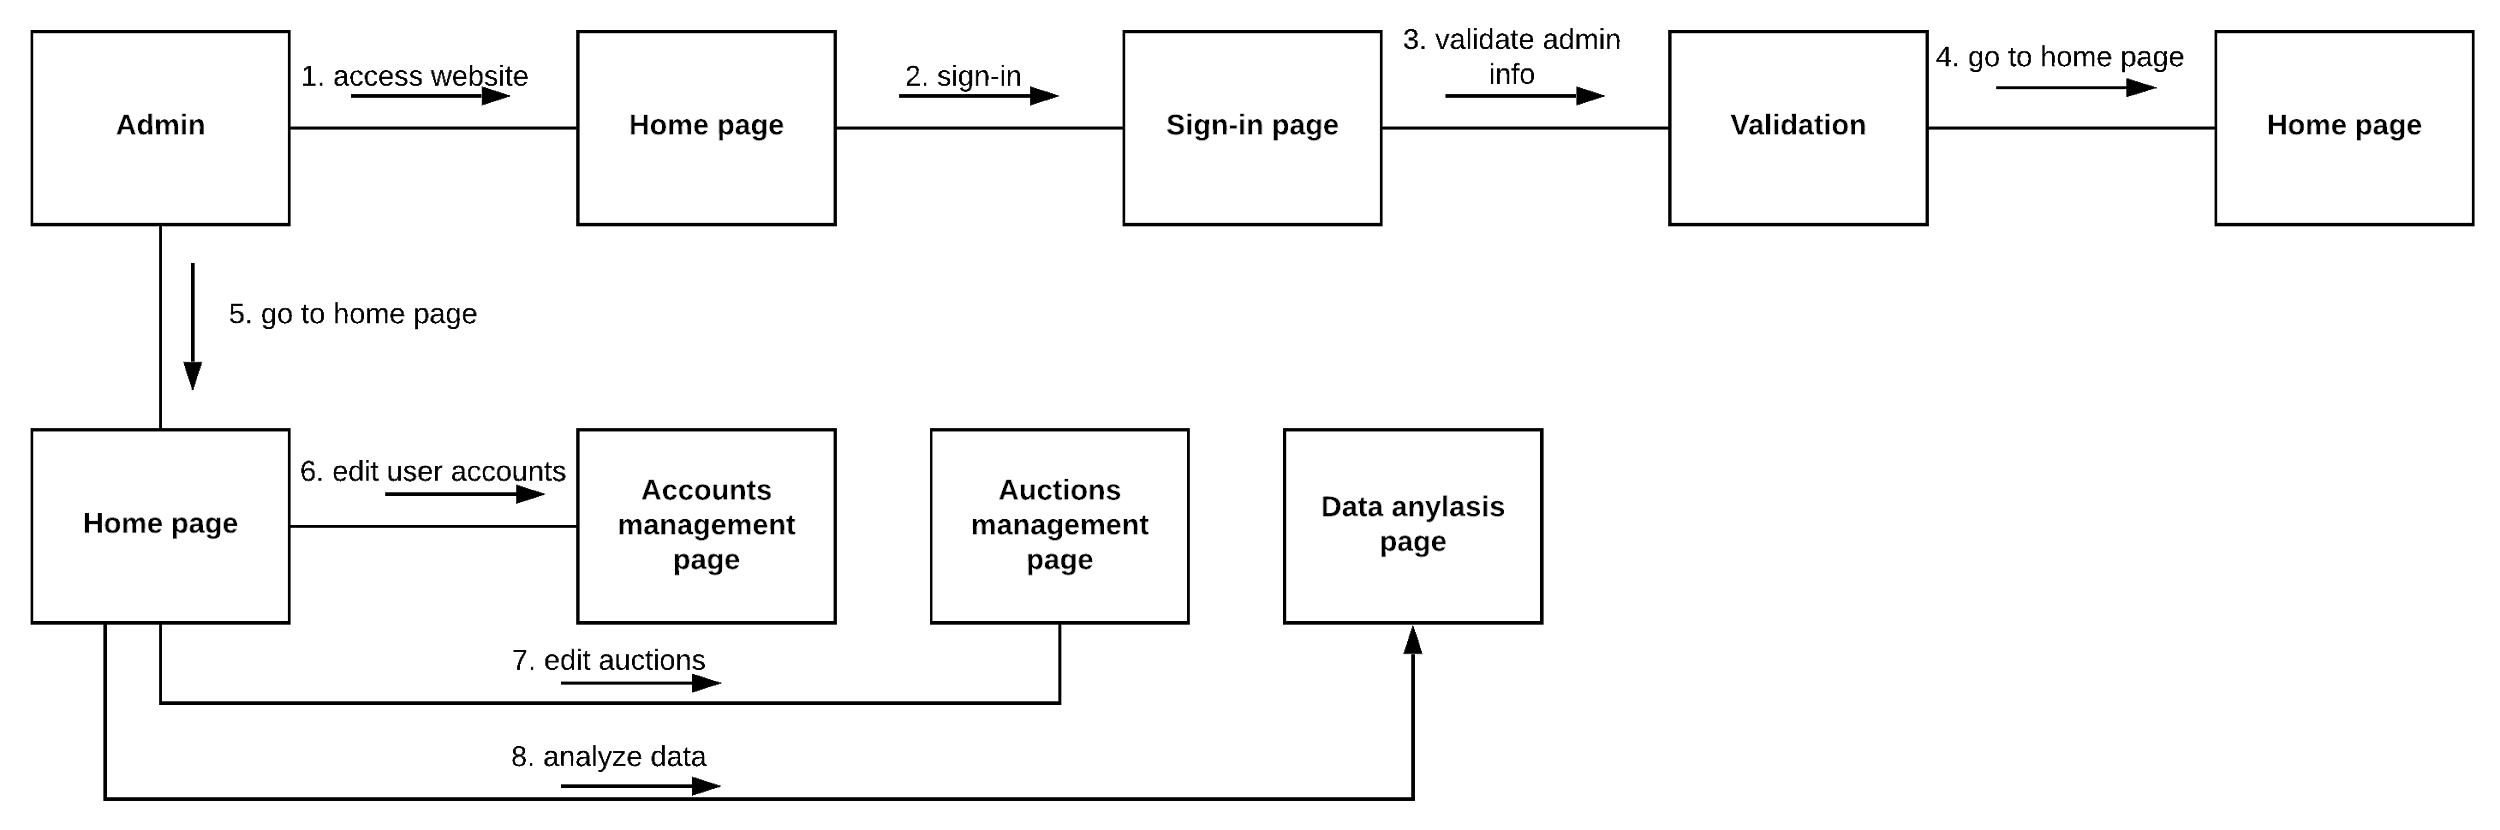 1. access website
2. sign-in
3. validate admin
info
4. go to home page
Admin
Home page
Sign-in page
Validation
Home page
5. go to home page
6. edit user accounts
Home page
Accounts
management
page
Auctions
management
page
Data anylasis
page
7. edit auctions
8. analyze data